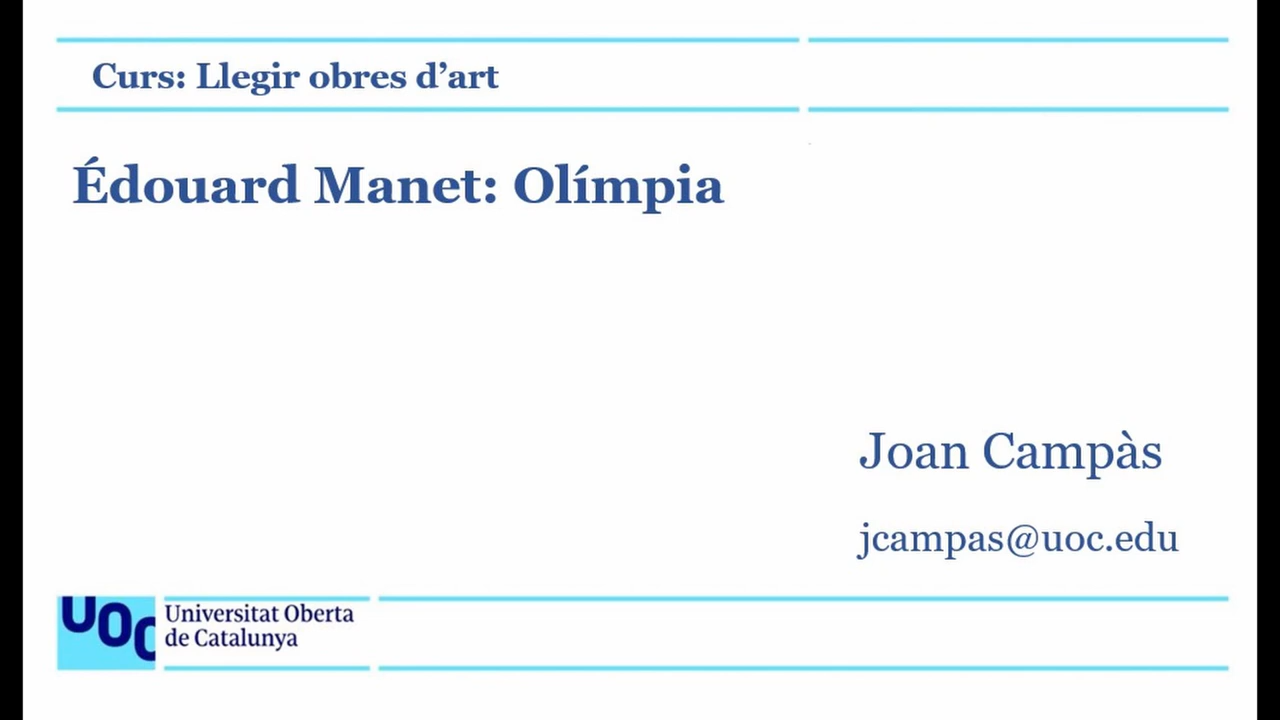 Curs: Llegir obres d’art
Édouard Manet: Olímpia
Joan Campàs
jcampas@uoc.edu
UOC
Universitat Oberta
de Catalunya